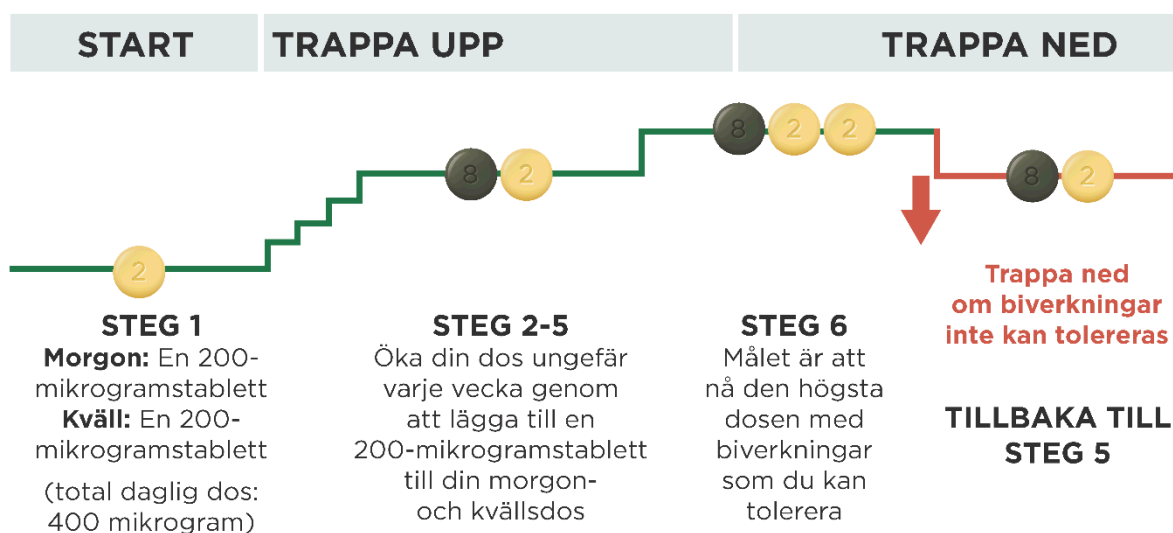 START
TRAPPA UPP
TRAPPA NED
8
2
2
8
2
8
2
2
STEG 1
Morgon: En 200-
mikrogramstablett
Kväll: En 200-
mikrogramstablett
(total daglig dos:
400 mikrogram)
STEG 2-5
Öka din dos ungefär
varje vecka genom
att lägga till en
200-mikrogramstablett
till din morgon-
och kvällsdos
STEG 6
Målet är att
nå den högsta
dosen med
biverkningar
som du kan
tolerera
Trappa ned
om biverkningar
inte kan tolereras
TILLBAKA TILL
STEG 5